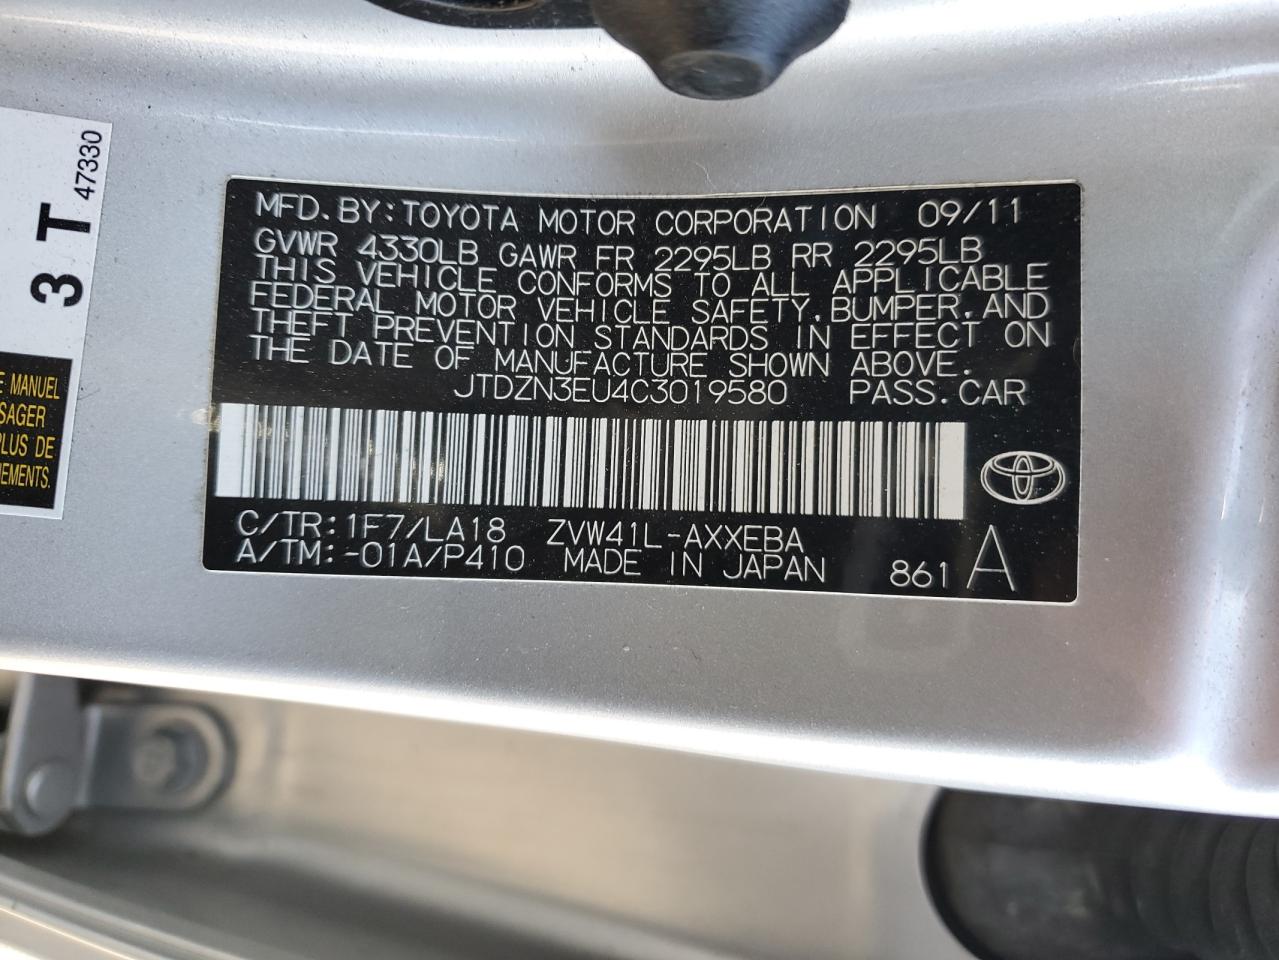 3 T 47330
E MANUEL
SAGER
PLUS DE
EMENTS.
MFD.BY:TOYOTA MOTOR CORPORATION 09/11
GVWR 4330LB GAWR FR 2295LB RR 2295LB
THIS VEHICLE CONFORMS TO ALL APPLICABLE
FEDERAL MOTOR VEHICLE SAFETY,BUMPER,AND
THEFT PREVENTION STANDARDS IN EFFECT ON
THE DATE OF MANUFACTURE SHOWN ABOVE.
JTDZN3EU4C3019580 PASS.CAR
C/TR:1F7/LA18 ZVW41L-AXXEBA
A/TM:-01A/P410 MADE IN JAPAN 861 A